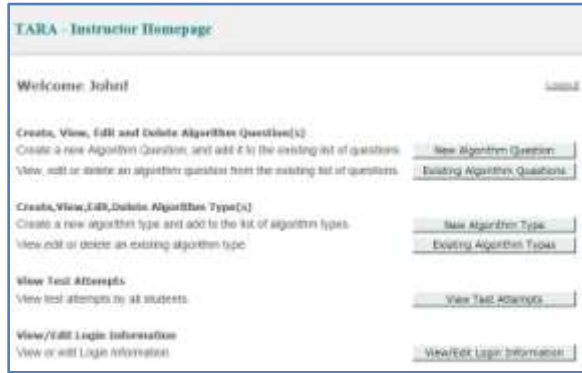 TARA - Instructor Homepage
Welcome John!
Logout
Create, View, Edit and Delete Algorithm Question(s)
Create a new Algorithm Question, and add it to the existing list of questions. New Algorithm Question
View, edit or delete an algorithm question from the existing list of questions. Existing Algorithm Questions
Create,View,Edit,Delete Algorithm Type(s)
Create a new algorithm type and add to the list of algorithm types. New Algorithm Type
View edit or delete an existing algorithm type. Existing Algorithm Types
View Test Attempts
View test attempts by all students. View Test Attempts
View/Edit Login Information
View or edit Login Information View/Edit Login Information